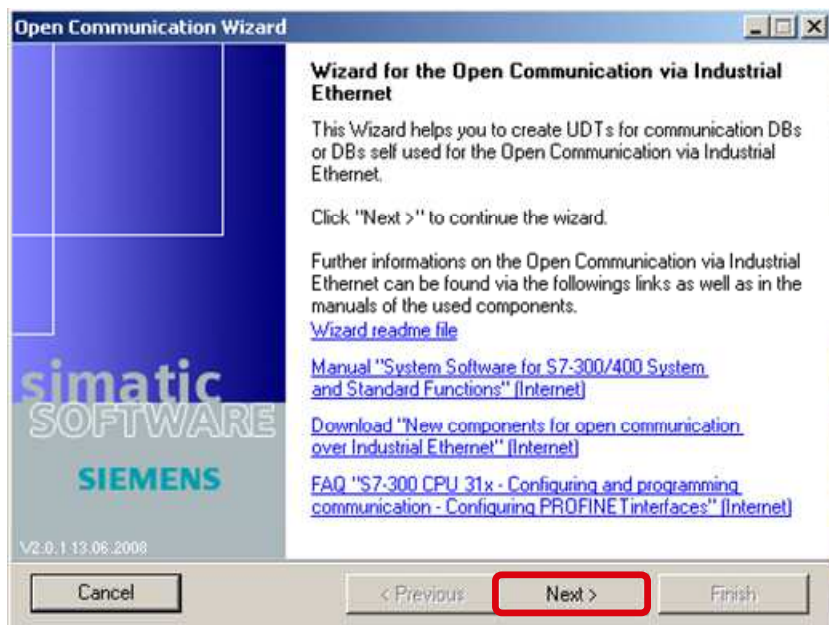 Open Communication Wizard
Wizard for the Open Communication via Industrial
Ethernet
This Wizard helps you to create UDTs for communication DBs
or DBs self used for the Open Communication via Industrial
Ethernet.
Click "Next >" to continue the wizard.
Further informations on the Open Communication via Industrial
Ethernet can be found via the followings links as well as in the
manuals of the used components.
Wizard readme file
Manual "System Software for S7-300/400 System
and Standard Functions" (Internet)
Download "New components for open communication
over Industrial Ethernet" (Internet)
FAQ "S7-300 CPU 31x - Configuring and programming
communication - Configuring PROFINET interfaces" (Internet)
simatic
SOFTWARE
SIEMENS
V2.0.1 13.06.2008
Cancel
< Previous
Next >
Finish